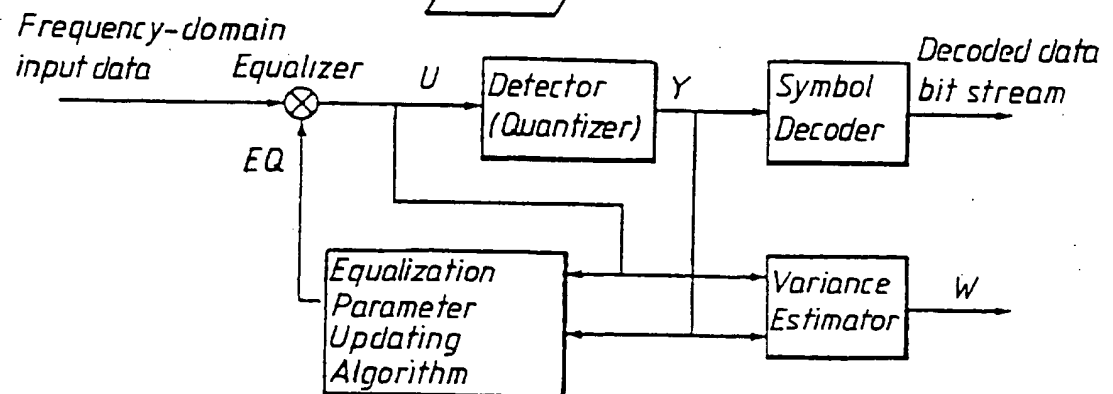 Frequency-domain
input data
Equalizer
U
Detector
(Quantizer)
Y
Symbol
Decoder
Decoded data
bit stream
EQ
Equalization
Parameter
Updating
Algorithm
Variance
Estimator
W